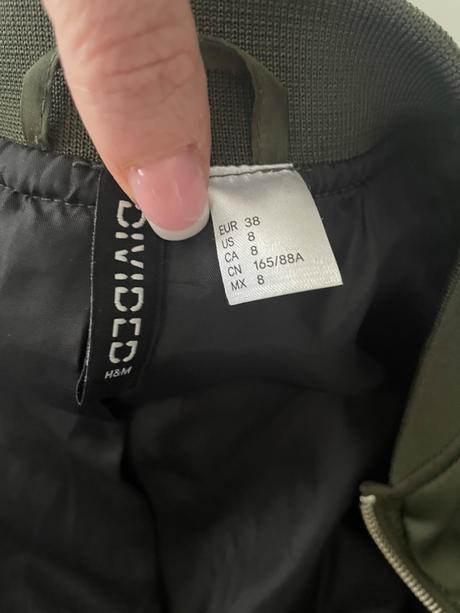 DIVIDED
H&M
EUR 38
US 8
CA 8
CN 165/88A
MX 8